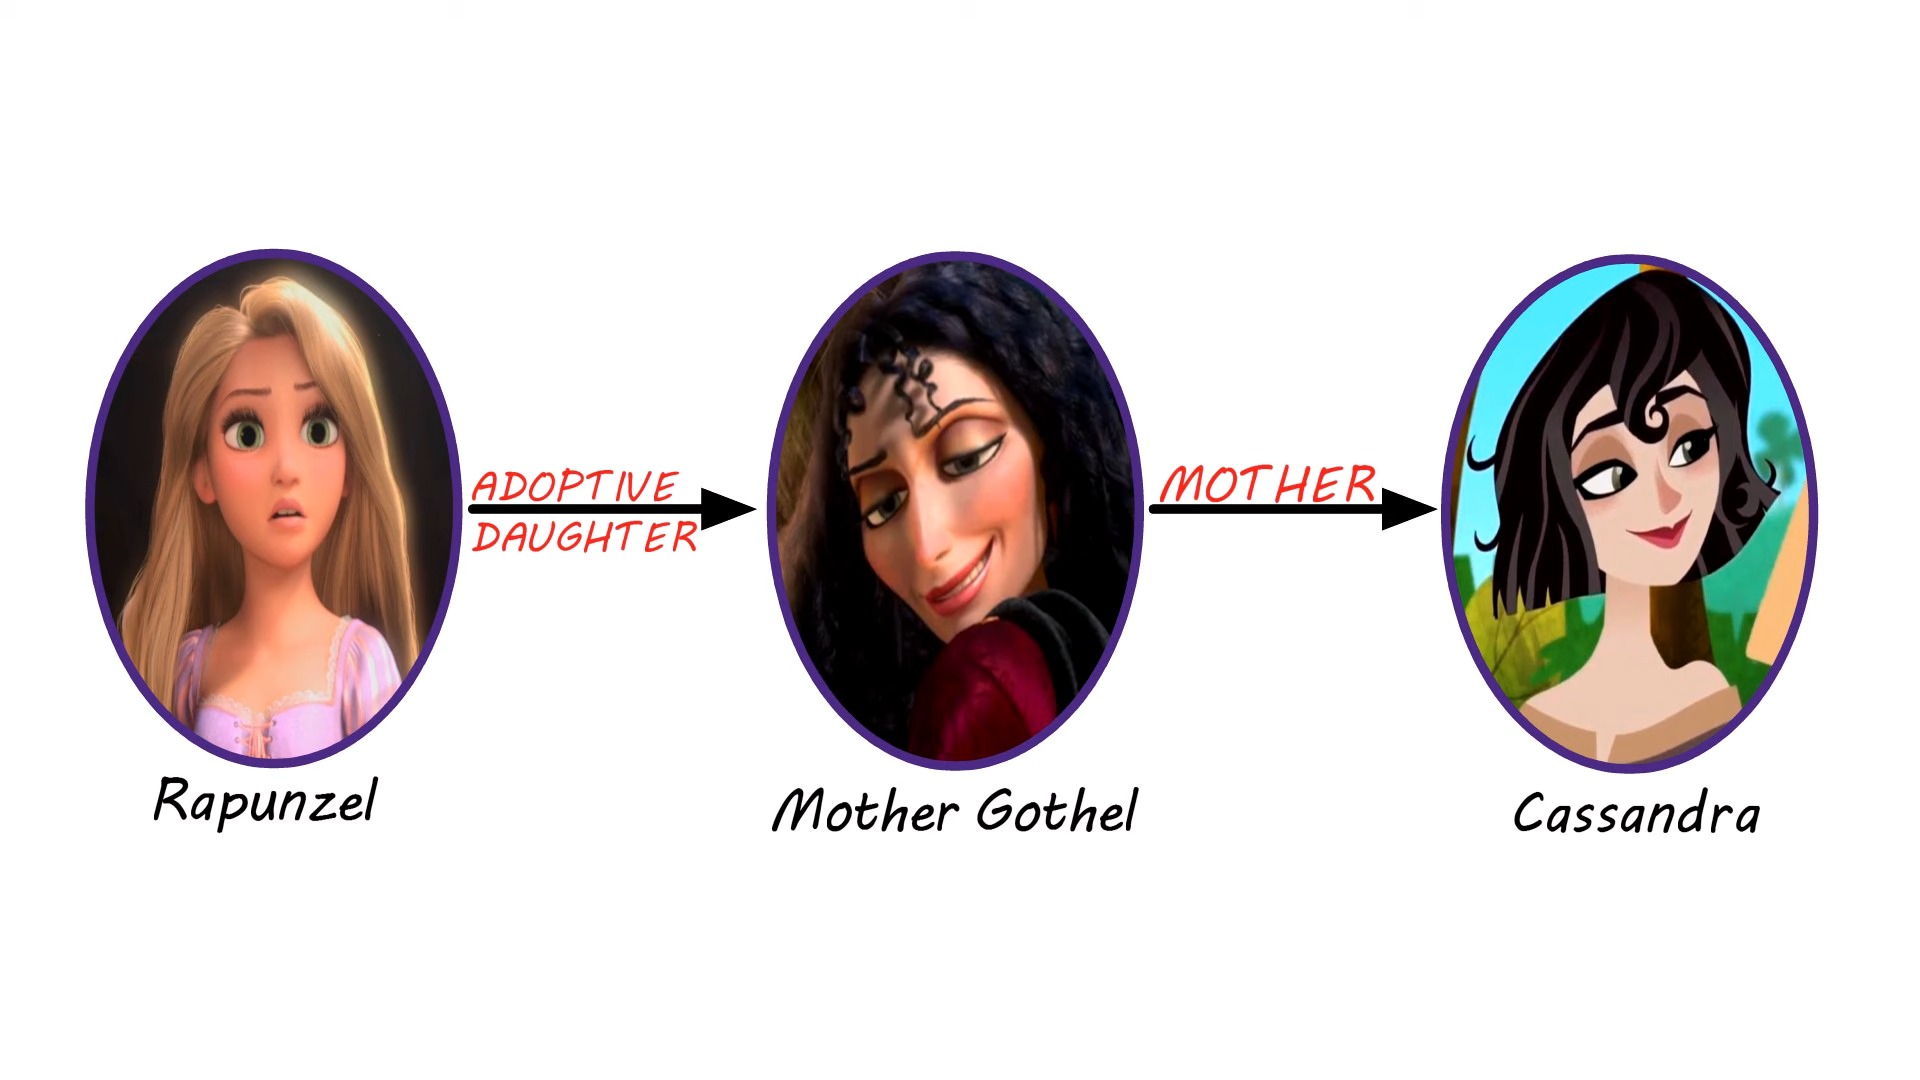 ADOPTIVE
DAUGHTER
MOTHER
Rapunzel
Mother Gothel
Cassandra